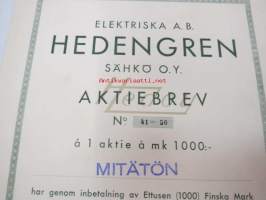 ELEKTRISKA A.B.
HEDENGREN
SÄHKÖ O.Y.
AKTIEBREV
Nº 41-50
á 1 aktie á mk 1000:-
MITÄTÖN
har genom inbetalning av Ettusen (1000) Finska Mark